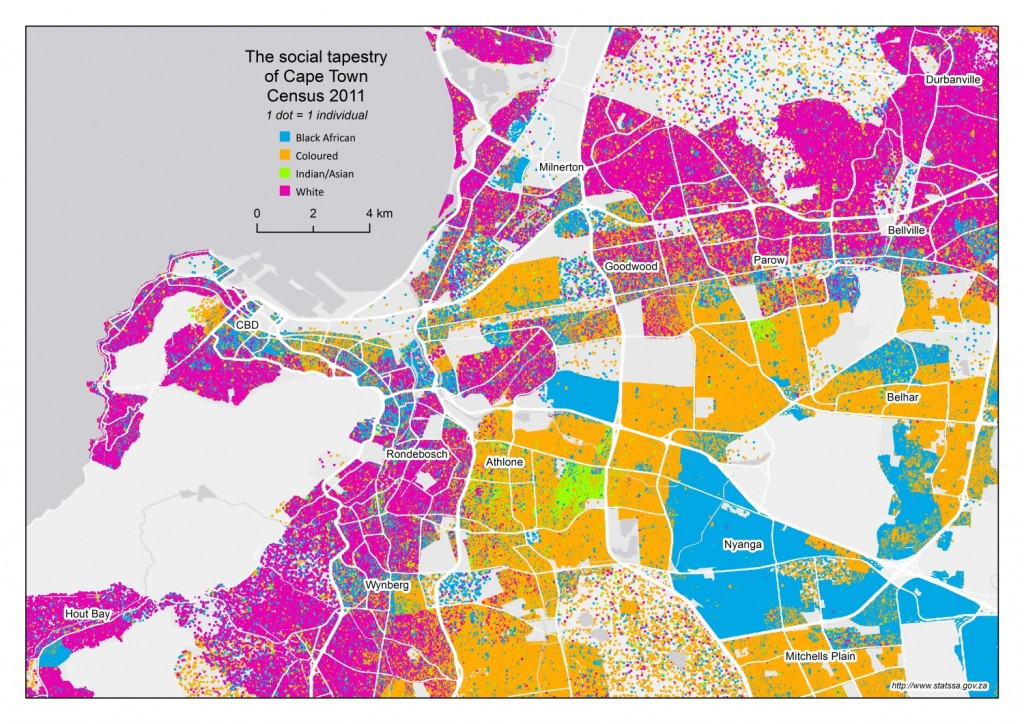 The social tapestry
of Cape Town
Census 2011
1 dot = 1 individual
Black African
Coloured
Indian/Asian
White
0 2 4 km
Durbanville
Milnerton
Bellville
Parow
Goodwood
CBD
Belhar
Rondebosch
Athlone
Nyanga
Wynberg
Hout Bay
Mitchells Plain
http://www.statssa.gov.za